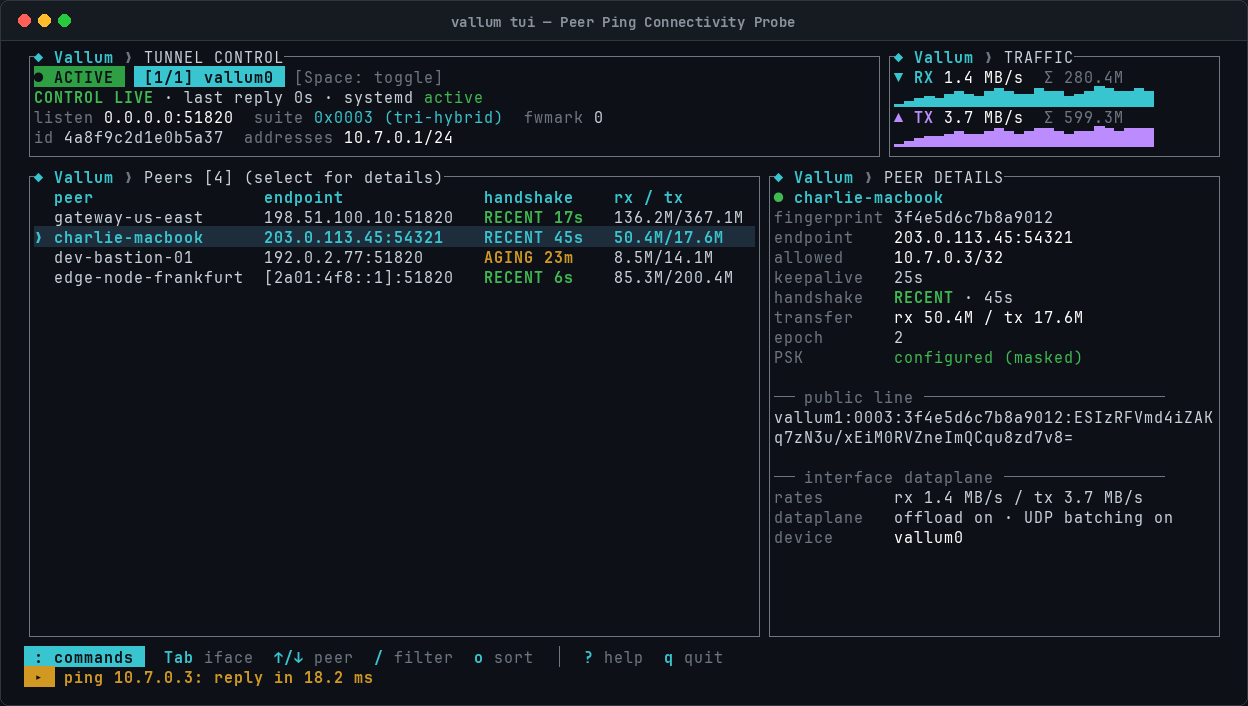 vallum tui — Peer Ping Connectivity Probe
◆ Vallum ❭ TUNNEL CONTROL
● ACTIVE [1/1] vallum0 [Space: toggle]
CONTROL LIVE · last reply 0s · systemd active
listen 0.0.0.0:51820 suite 0x0003 (tri-hybrid) fwmark 0
id 4a8f9c2d1e0b5a37 addresses 10.7.0.1/24
◆ Vallum ❭ TRAFFIC
▼ RX 1.4 MB/s Σ 280.4M
▲ TX 3.7 MB/s Σ 599.3M
◆ Vallum ❭ Peers [4] (select for details)
peer endpoint handshake rx / tx
gateway-us-east 198.51.100.10:51820 RECENT 17s 136.2M/367.1M
❭ charlie-macbook 203.0.113.45:54321 RECENT 45s 50.4M/17.6M
dev-bastion-01 192.0.2.77:51820 AGING 23m 8.5M/14.1M
edge-node-frankfurt [2a01:4f8::1]:51820 RECENT 6s 85.3M/200.4M
◆ Vallum ❭ PEER DETAILS
● charlie-macbook
fingerprint 3f4e5d6c7b8a9012
endpoint 203.0.113.45:54321
allowed 10.7.0.3/32
keepalive 25s
handshake RECENT · 45s
transfer rx 50.4M / tx 17.6M
epoch 2
PSK configured (masked)
── public line ──
vallum1:0003:3f4e5d6c7b8a9012:ESIzRFVmd4iZAK
q7zN3u/xEiM0RVZneImQCqu8zd7v8=
── interface dataplane ──
rates rx 1.4 MB/s / tx 3.7 MB/s
dataplane offload on · UDP batching on
device vallum0
: commands Tab iface ↑/↓ peer / filter o sort │ ? help q quit
▸ ping 10.7.0.3: reply in 18.2 ms